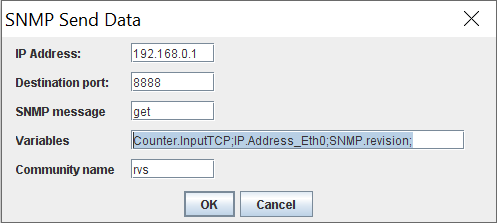 SNMP Send Data
IP Address: 192.168.0.1
Destination port: 8888
SNMP message get
Variables Counter.InputTCP;IP.Address_Eth0;SNMP.revision;
Community name rvs
OK Cancel